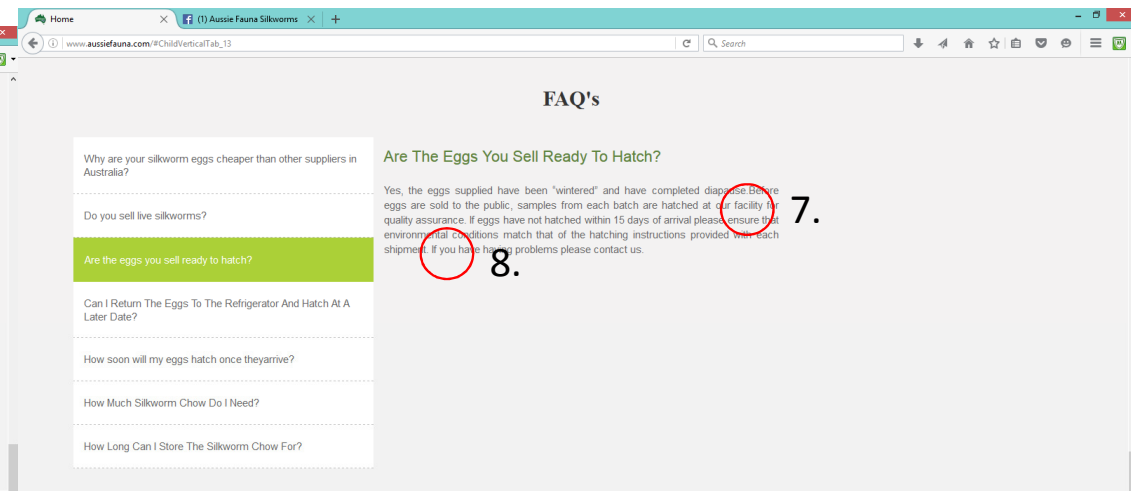 Home
(1) Aussie Fauna Silkworms
www.aussiefauna.com/#ChildVerticalTab_13
Search
FAQ's
Why are your silkworm eggs cheaper than other suppliers in
Australia?
Do you sell live silkworms?
Are the eggs you sell ready to hatch?
Can I Return The Eggs To The Refrigerator And Hatch At A
Later Date?
How soon will my eggs hatch once theyarrive?
How Much Silkworm Chow Do I Need?
How Long Can I Store The Silkworm Chow For?
Are The Eggs You Sell Ready To Hatch?
Yes, the eggs supplied have been "wintered" and have completed diapause.Before
eggs are sold to the public, samples from each batch are hatched at our facility for
quality assurance. If eggs have not hatched within 15 days of arrival please ensure that
environmental conditions match that of the hatching instructions provided with each
shipment. If you have having problems please contact us.
7.
8.